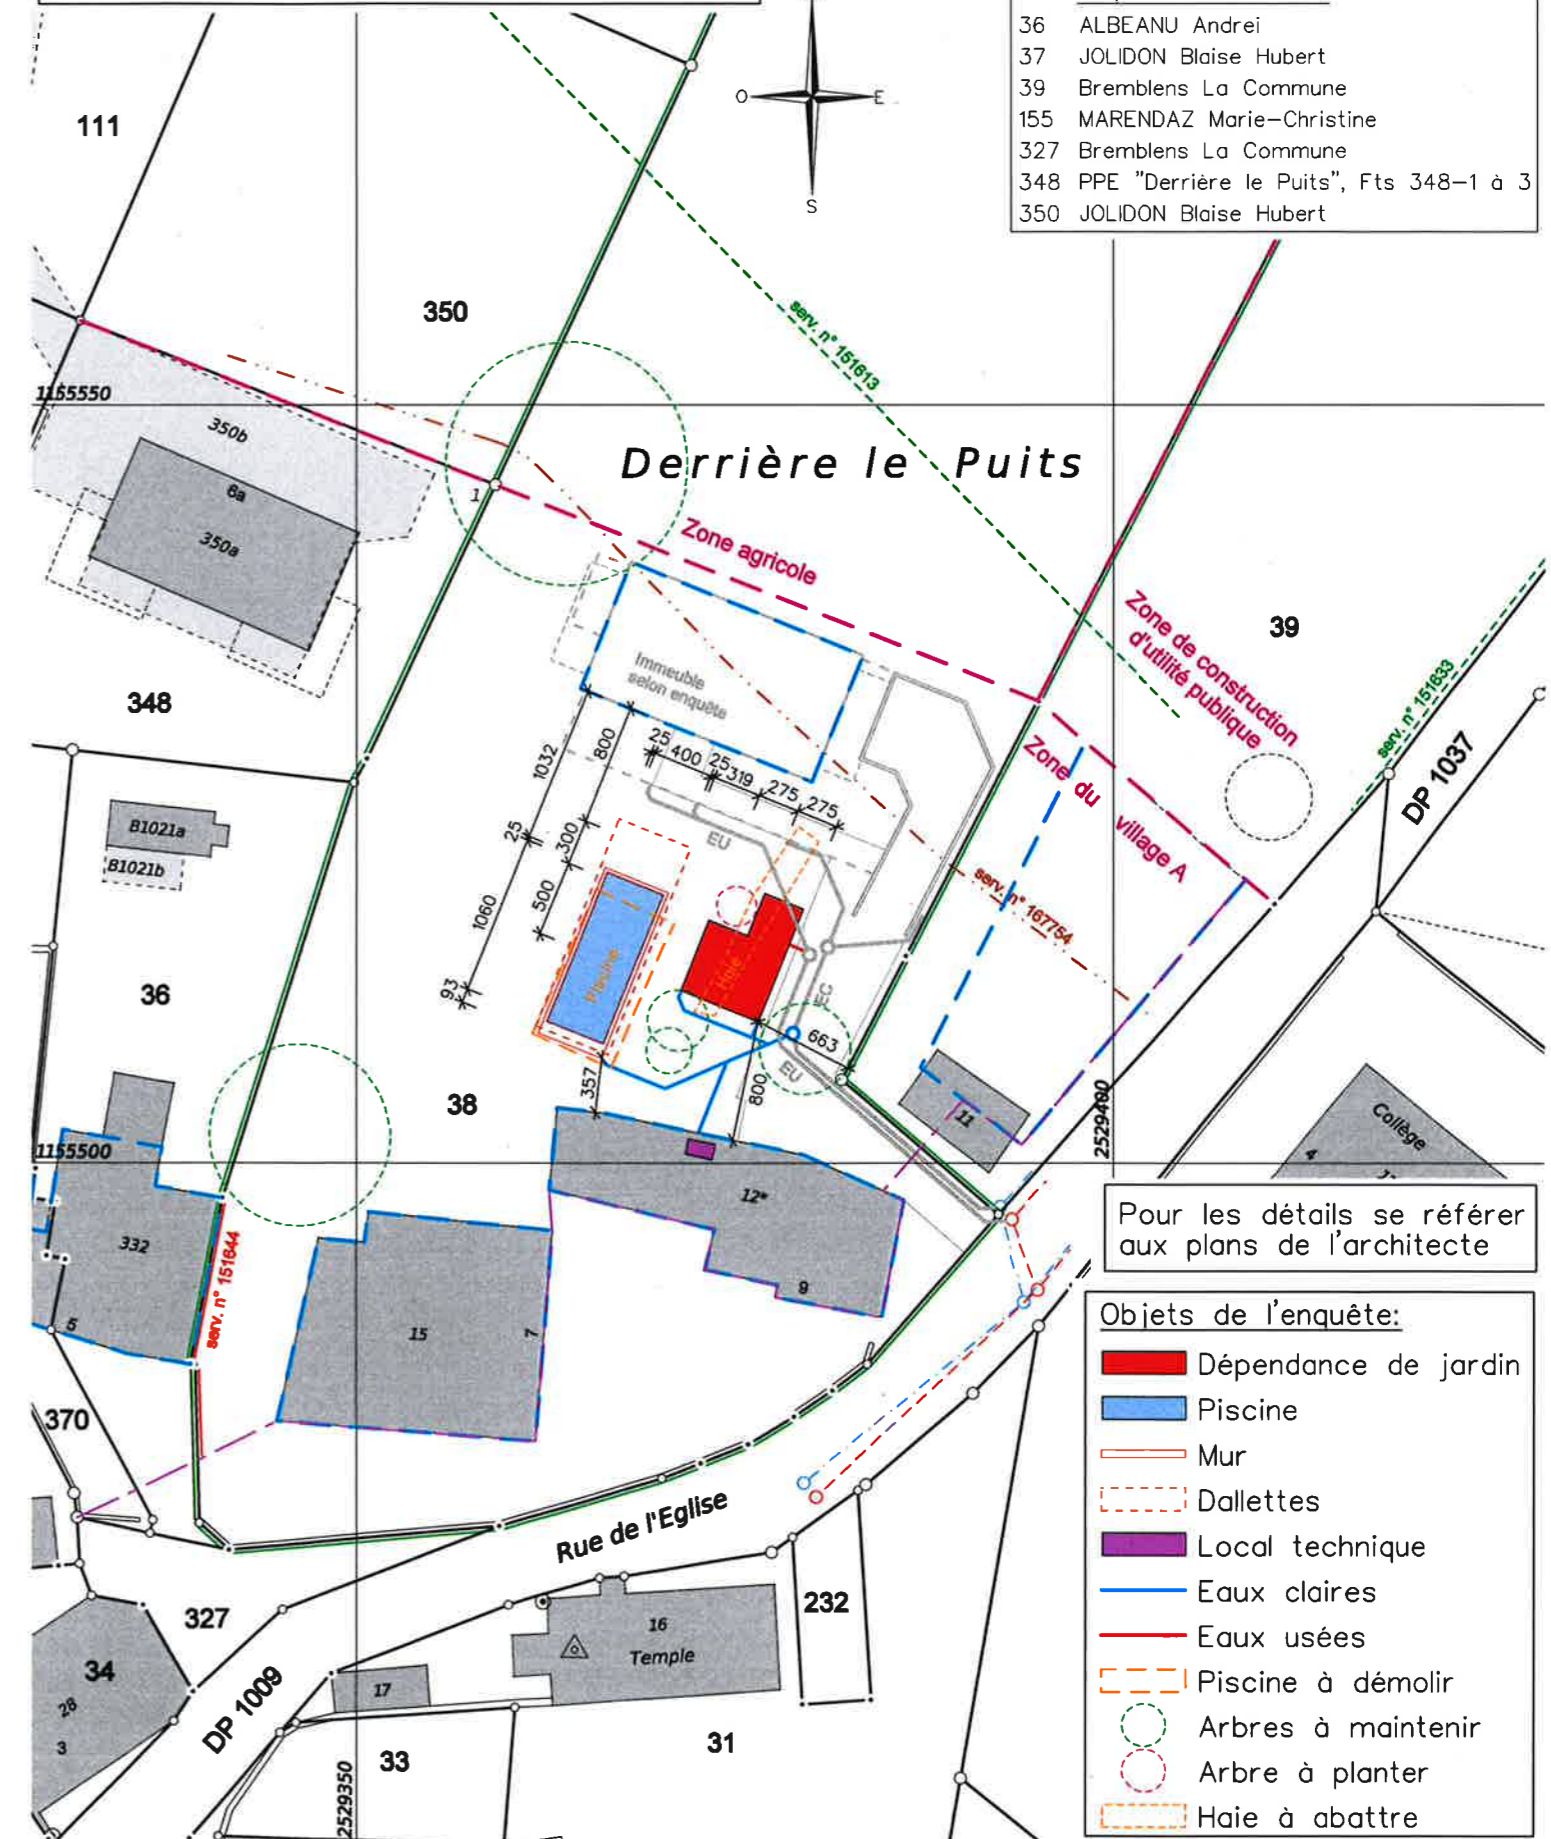 36 ALBEANU Andrei
37 JOLIDON Blaise Hubert
39 Bremblens La Commune
155 MARENDAZ Marie-Christine
327 Bremblens La Commune
348 PPE "Derrière le Puits", Fts 348-1 à 3
350 JOLIDON Blaise Hubert
O
E
S
111
350
serv. n° 151613
1155550
350b
6a
350a
1
Derrière le Puits
Zone agricole
Zone de construction
d'utilité publique
39
serv. n° 151633
DP 1037
348
Immeuble
selon enquête
1032
800
25
400
25
319
275
275
Zone du village A
B1021a
B1021b
25
300
EU
500
1060
93
serv. n° 167754
36
Piscine
Haie
EC
663
EU
800
357
38
11
2529400
Collège
4
1155500
12*
332
serv. n° 151644
9
5
15
7
Pour les détails se référer
aux plans de l'architecte
370
Rue de l'Eglise
327
232
16
Temple
34
28
3
DP 1009
17
33
31
2529350
Objets de l'enquête:
Dépendance de jardin
Piscine
Mur
Dallettes
Local technique
Eaux claires
Eaux usées
Piscine à démolir
Arbres à maintenir
Arbre à planter
Haie à abattre